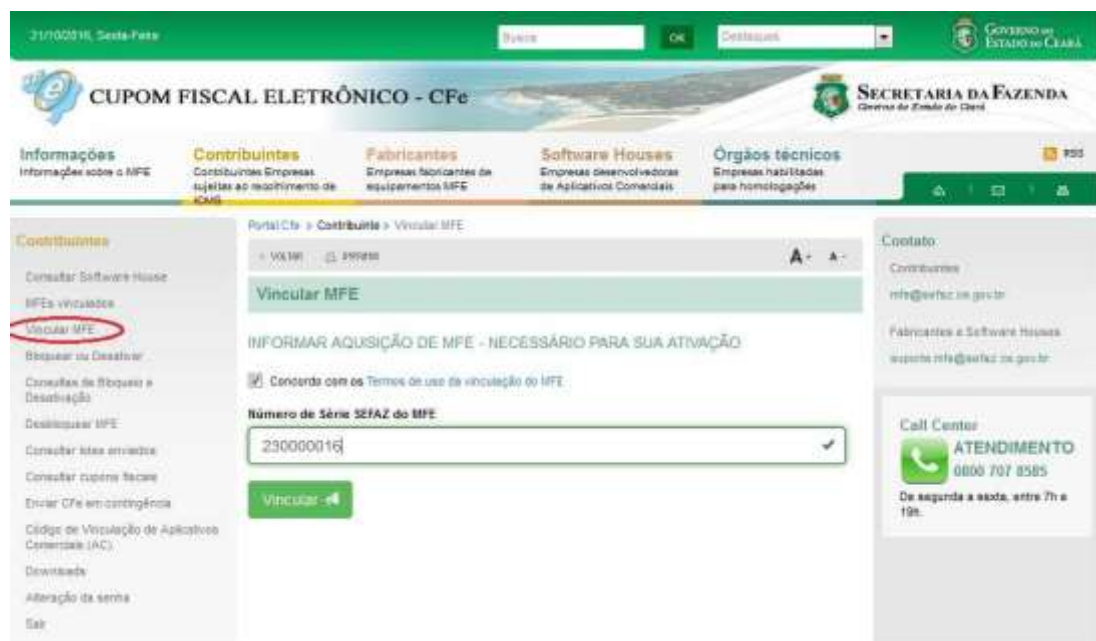 21/10/2016, Sexta-Feira
Busca
OK
Destaques
GOVERNO DO
ESTADO DO CEARÁ
CUPOM FISCAL ELETRÔNICO - CFe
SECRETARIA DA FAZENDA
Governo do Estado do Ceará
Informações
Informações sobre o MFE
Contribuintes
Contribuintes Empresas
sujeitas ao recolhimento de
ICMS
Fabricantes
Empresas fabricantes de
equipamentos MFE
Software Houses
Empresas desenvolvedoras
de Aplicativos Comerciais
Órgãos técnicos
Empresas habilitadas
para homologações
RSS
Contribuintes
Consultar Software House
MFEs vinculados
Vincular MFE
Bloquear ou Desativar
Consultas de Bloqueio e
Desativação
Desbloquear MFE
Consultar lotes enviados
Consultar cupons fiscais
Enviar CFe em contingência
Código de Vinculação de Aplicativos
Comerciais (AC)
Downloads
Alteração da senha
Sair
Portal CFe > Contribuinte > Vincular MFE
VOLTAR
A+ A-
Vincular MFE
INFORMAR AQUISIÇÃO DE MFE - NECESSÁRIO PARA SUA ATIVAÇÃO
Concordo com os Termos de uso da vinculação do MFE
Número de Série SEFAZ do MFE
230000016
Vincular
Contato
Contribuintes
mfe@sefaz.ce.gov.br
Fabricantes e Software Houses
suporte.mfe@sefaz.ce.gov.br
Call Center
ATENDIMENTO
0800 707 8585
De segunda a sexta, entre 7h e
19h.